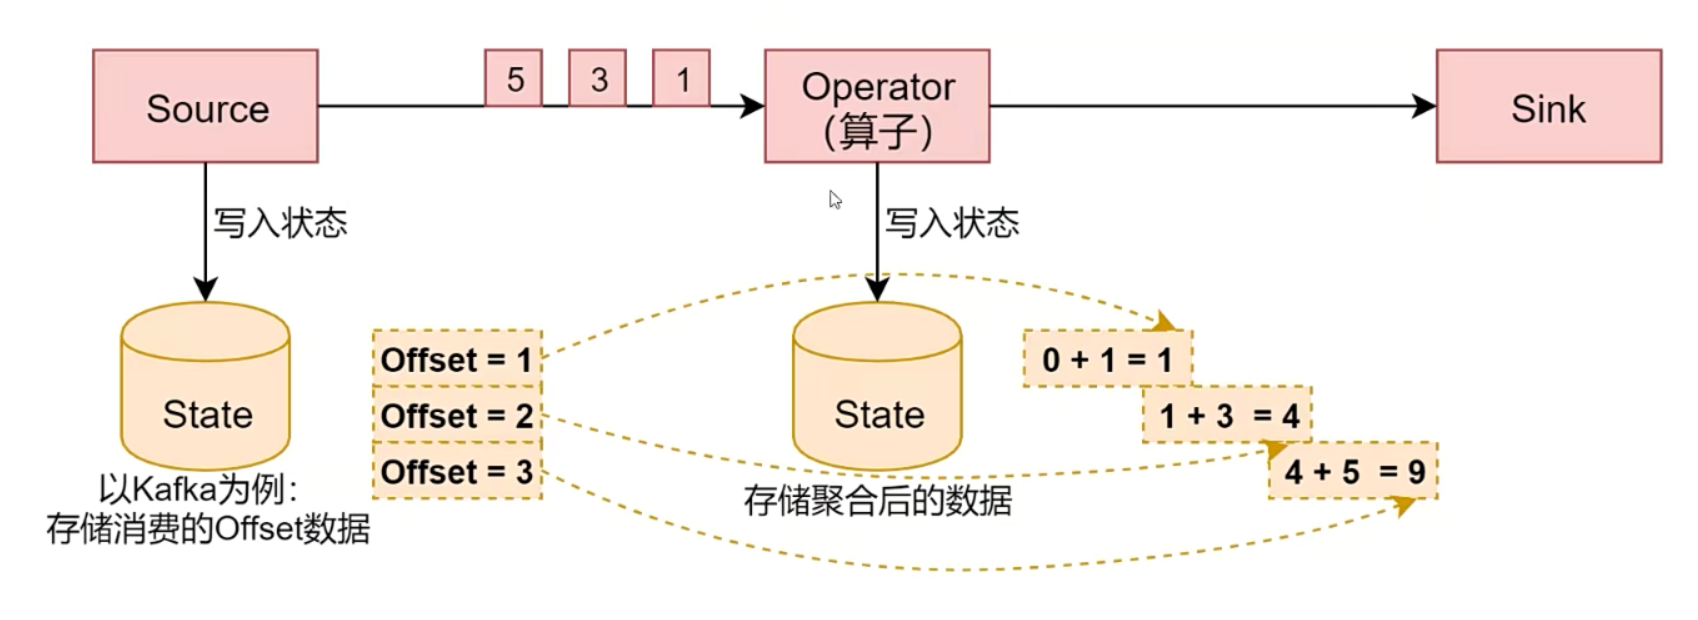 Source
5
3
1
Operator
（算子）
Sink
写入状态
写入状态
State
Offset = 1
Offset = 2
Offset = 3
State
0 + 1 = 1
1 + 3  = 4
4 + 5  = 9
以Kafka为例：
存储消费的Offset数据
存储聚合后的数据